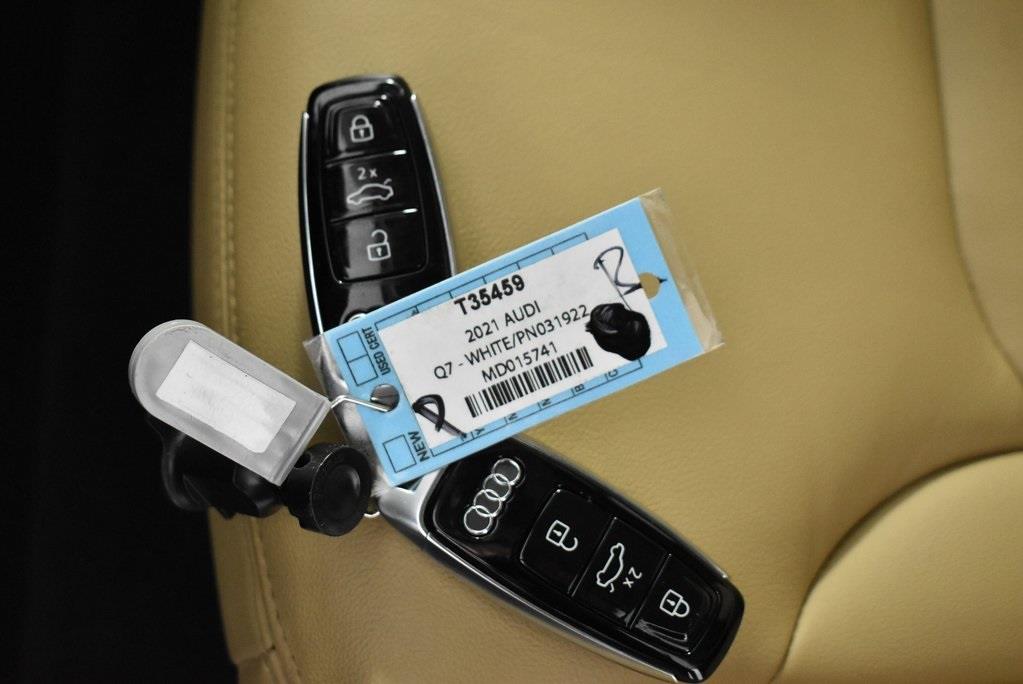 2x
T35459
2021 AUDI
Q7 - WHITE/PN031922
MD015741
USED CERT
NEW
2x